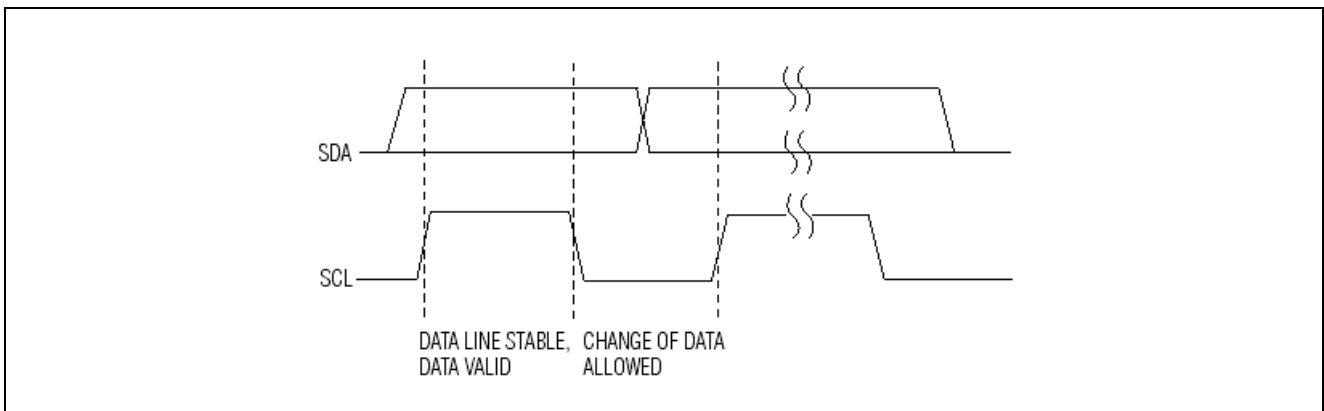 SDA
SCL
DATA LINE STABLE,
DATA VALID
CHANGE OF DATA
ALLOWED